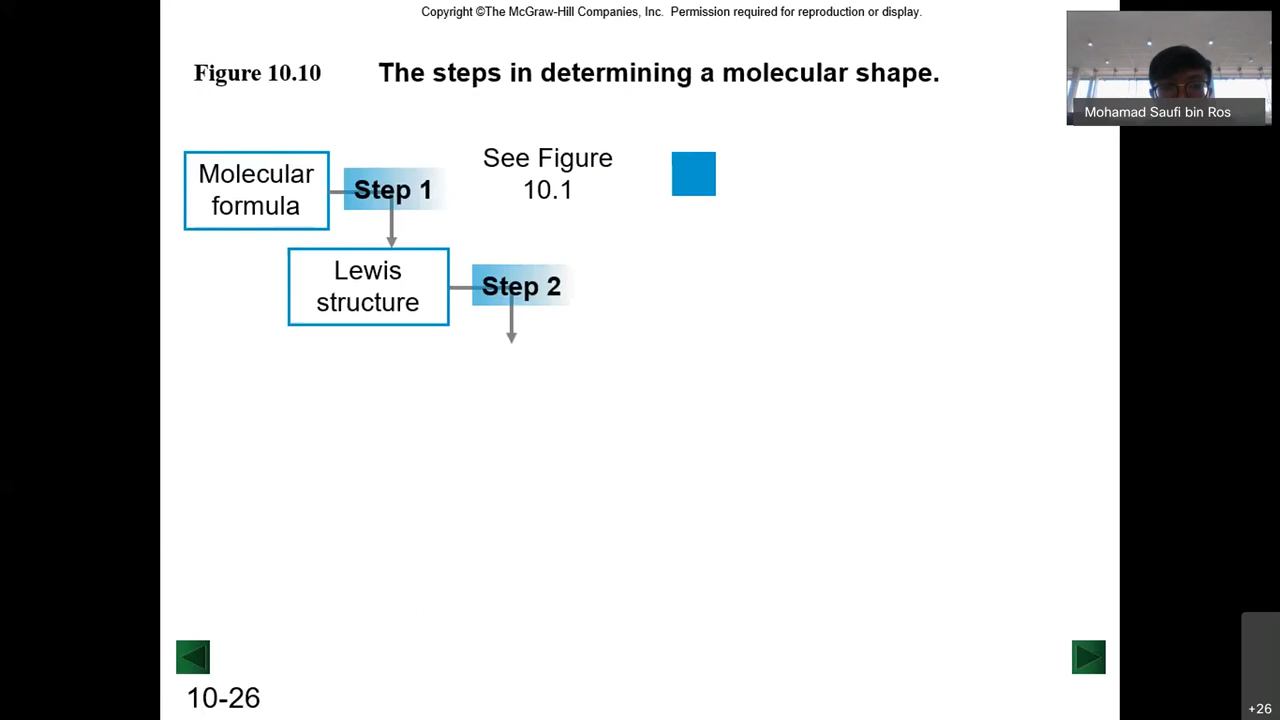 Copyright ©The McGraw-Hill Companies, Inc. Permission required for reproduction or display.
Figure 10.10
The steps in determining a molecular shape.
Mohamad Saufi bin Ros
Molecular
formula
Step 1
See Figure
10.1
Lewis
structure
Step 2
10-26
+26